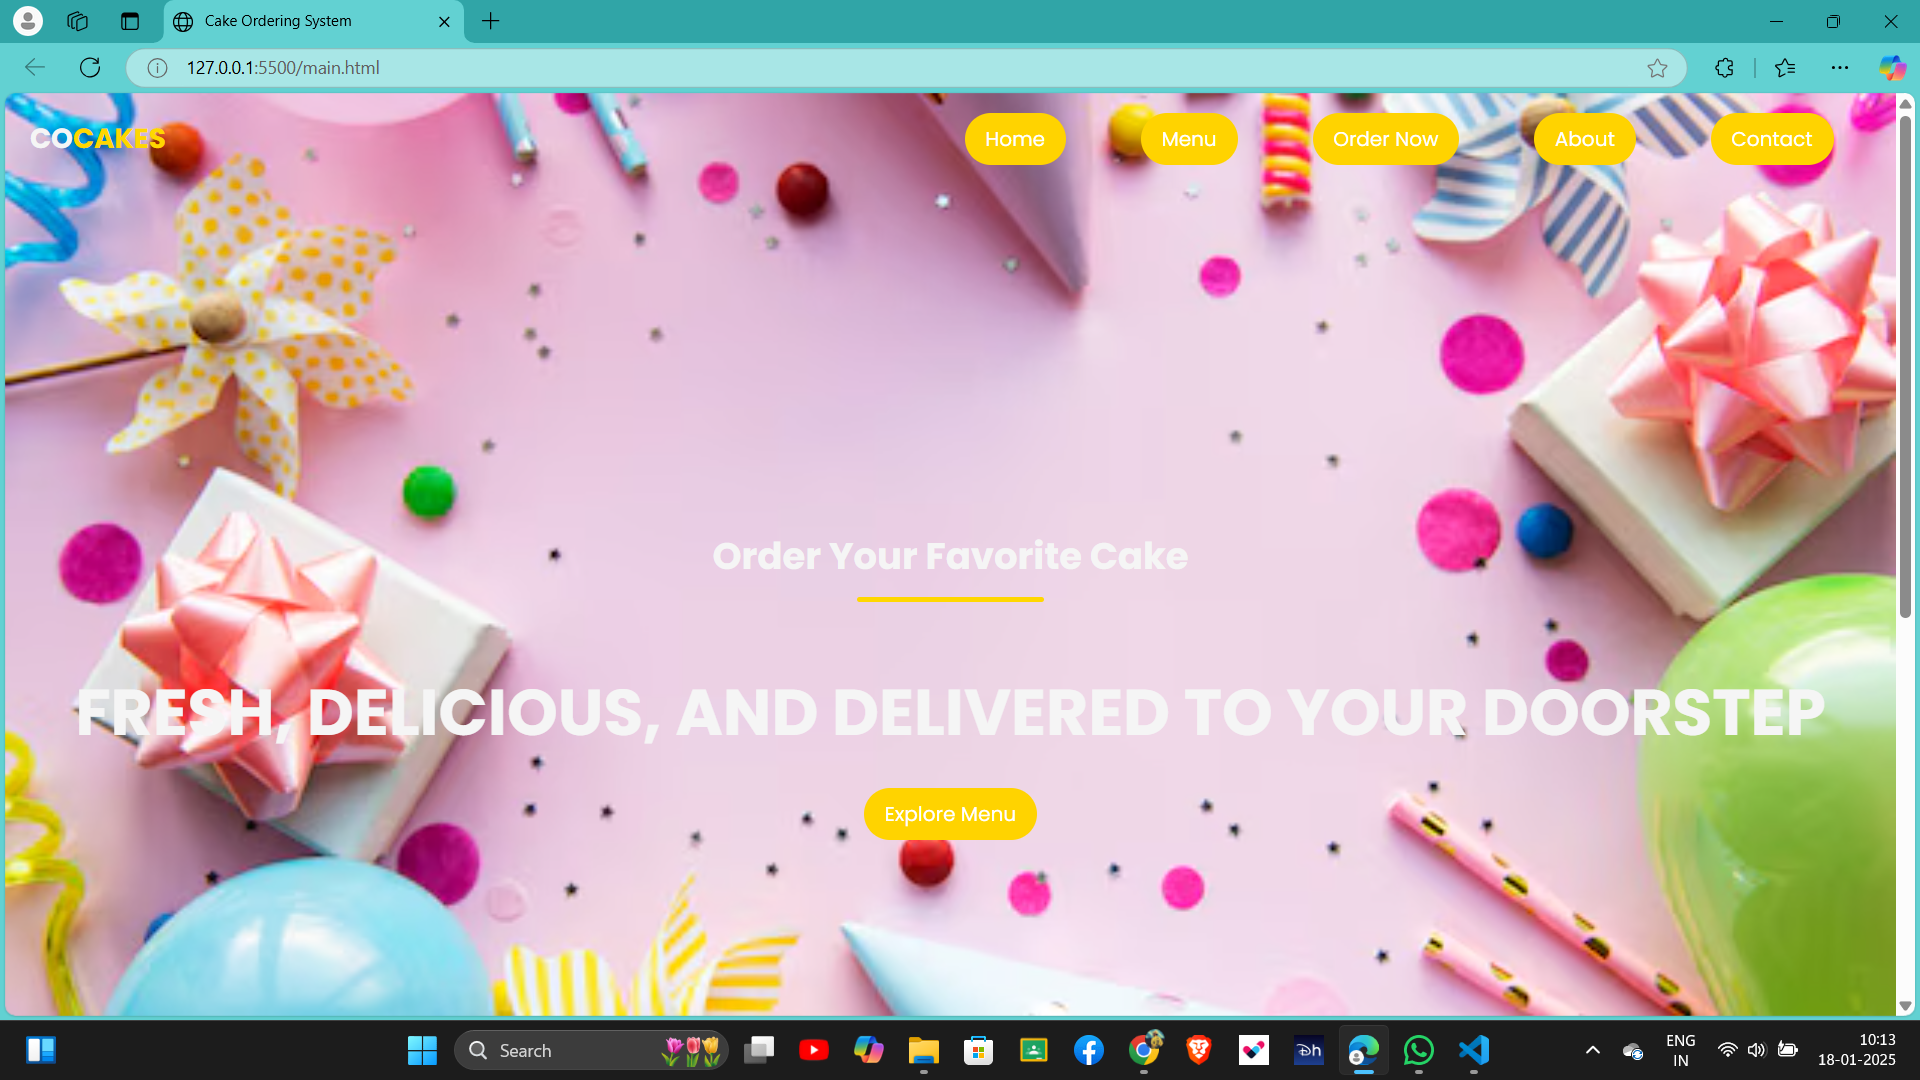 Cake Ordering System
127.0.0.1:5500/main.html
COCAKES
Home
Menu
Order Now
About
Contact
Order Your Favorite Cake
FRESH, DELICIOUS, AND DELIVERED TO YOUR DOORSTEP
Explore Menu
Search
Dh
ENG
IN
10:13
18-01-2025